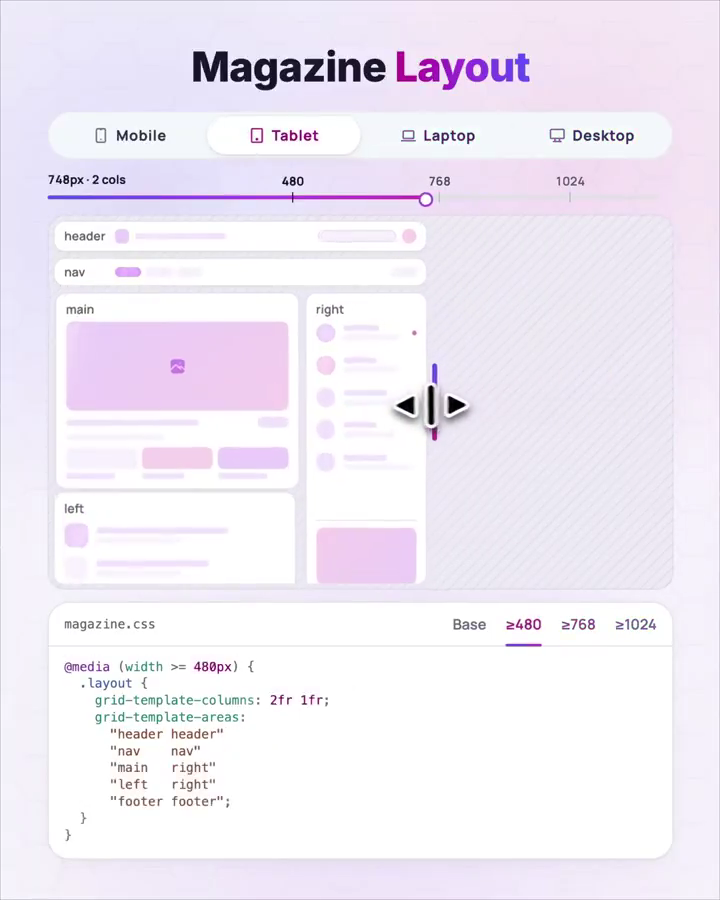 Magazine Layout
Mobile Tablet Laptop Desktop
748px · 2 cols 480 768 1024
header
nav
main right
left
magazine.css Base ≥480 ≥768 ≥1024
@media (width >= 480px) {
  .layout {
    grid-template-columns: 2fr 1fr;
    grid-template-areas:
      "header header"
      "nav    nav"
      "main   right"
      "left   right"
      "footer footer";
  }
}